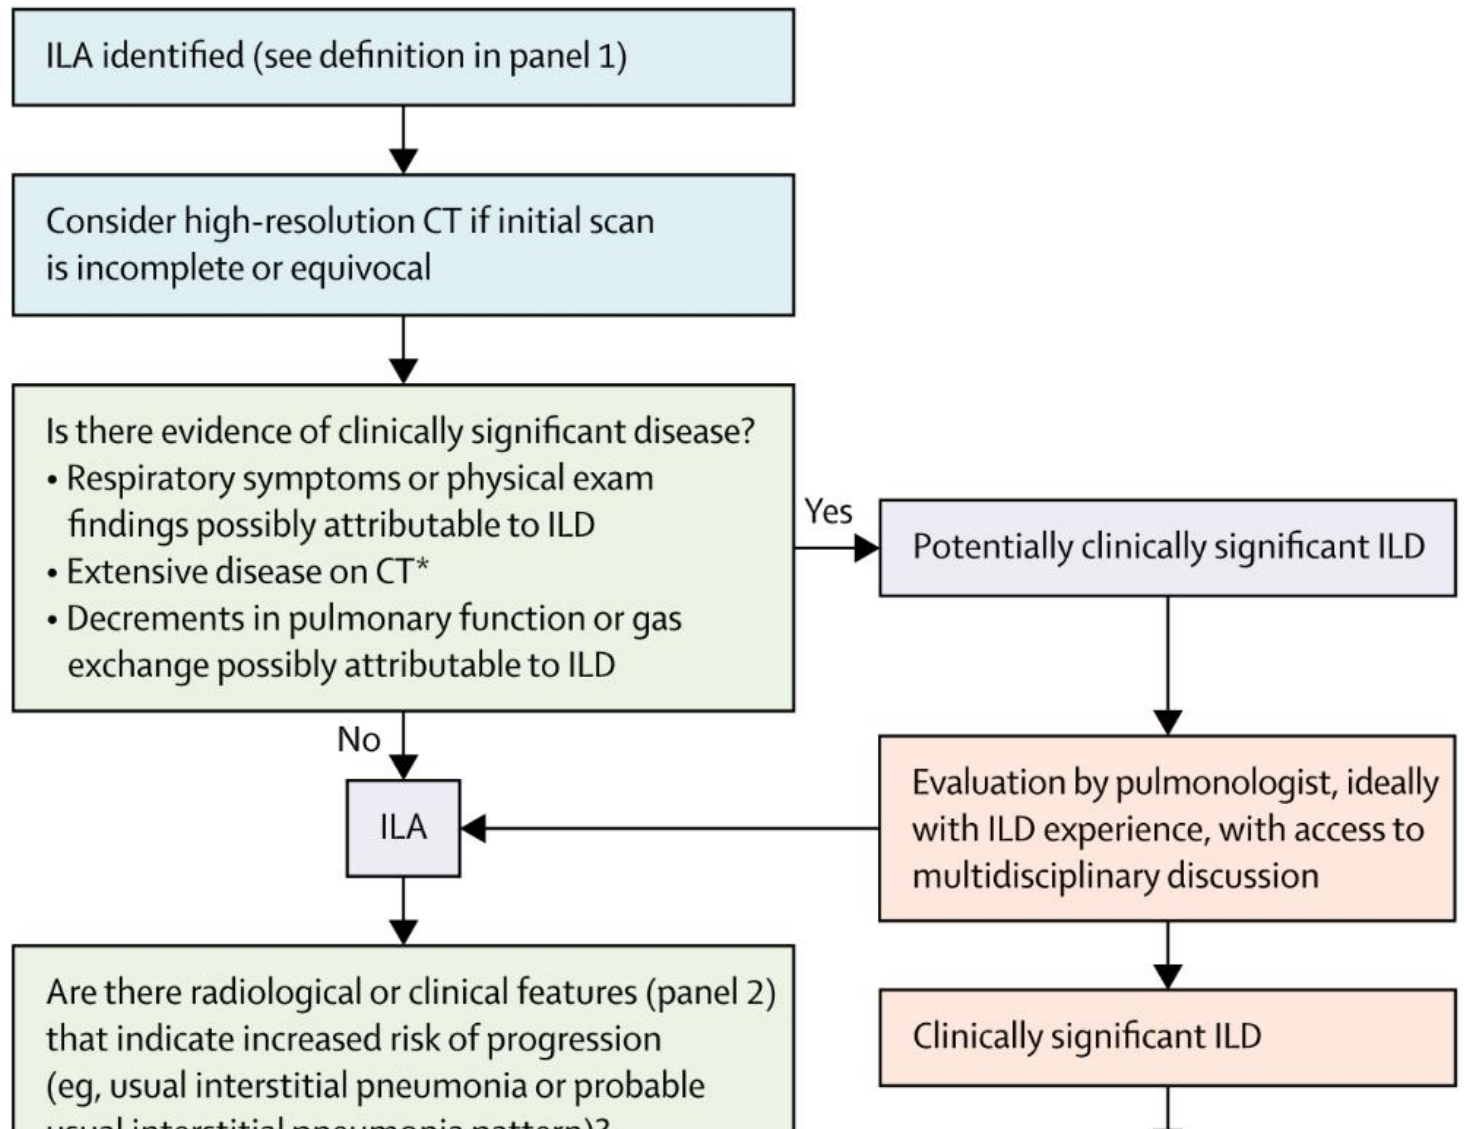 ILA identified (see definition in panel 1)
Consider high-resolution CT if initial scan
is incomplete or equivocal
Is there evidence of clinically significant disease?
• Respiratory symptoms or physical exam
findings possibly attributable to ILD
• Extensive disease on CT*
• Decrements in pulmonary function or gas
exchange possibly attributable to ILD
Yes
Potentially clinically significant ILD
No
ILA
Evaluation by pulmonologist, ideally
with ILD experience, with access to
multidisciplinary discussion
Are there radiological or clinical features (panel 2)
that indicate increased risk of progression
(eg, usual interstitial pneumonia or probable
usual interstitial pneumonia pattern)?
Clinically significant ILD